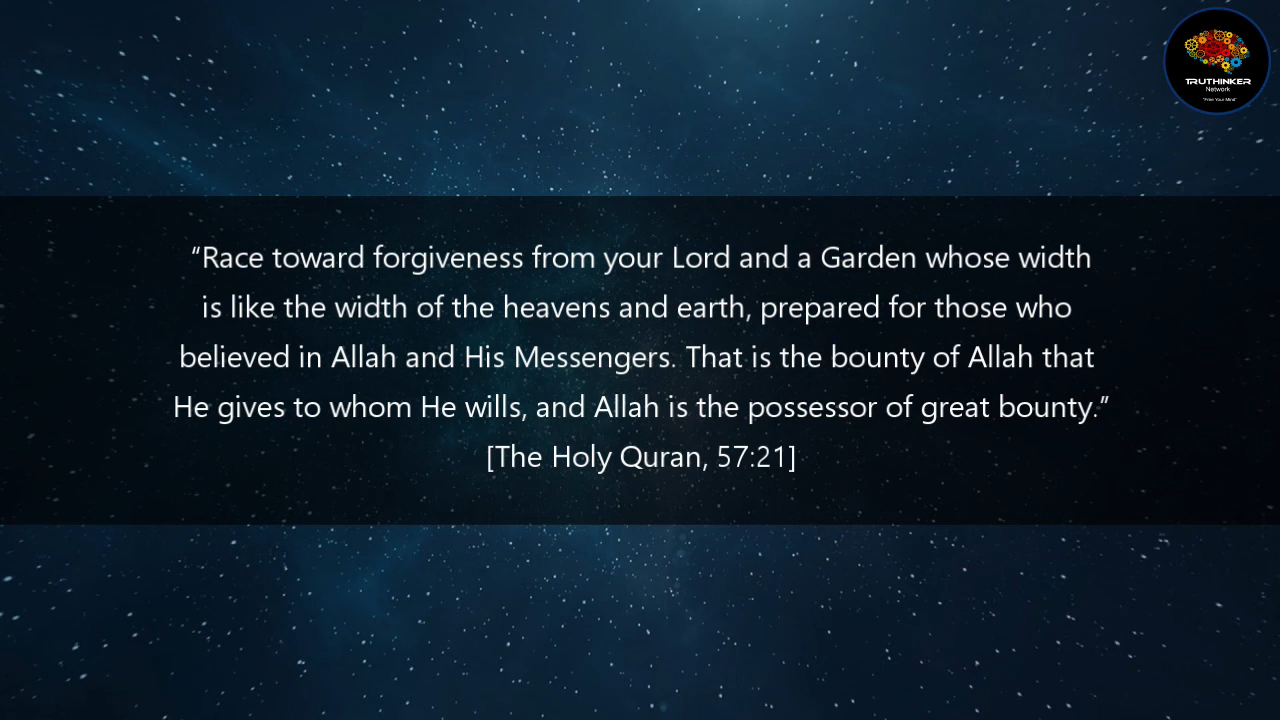 TRUTHINKER
Network
"Free Your Mind"
“Race toward forgiveness from your Lord and a Garden whose width
is like the width of the heavens and earth, prepared for those who
believed in Allah and His Messengers. That is the bounty of Allah that
He gives to whom He wills, and Allah is the possessor of great bounty.”
[The Holy Quran, 57:21]